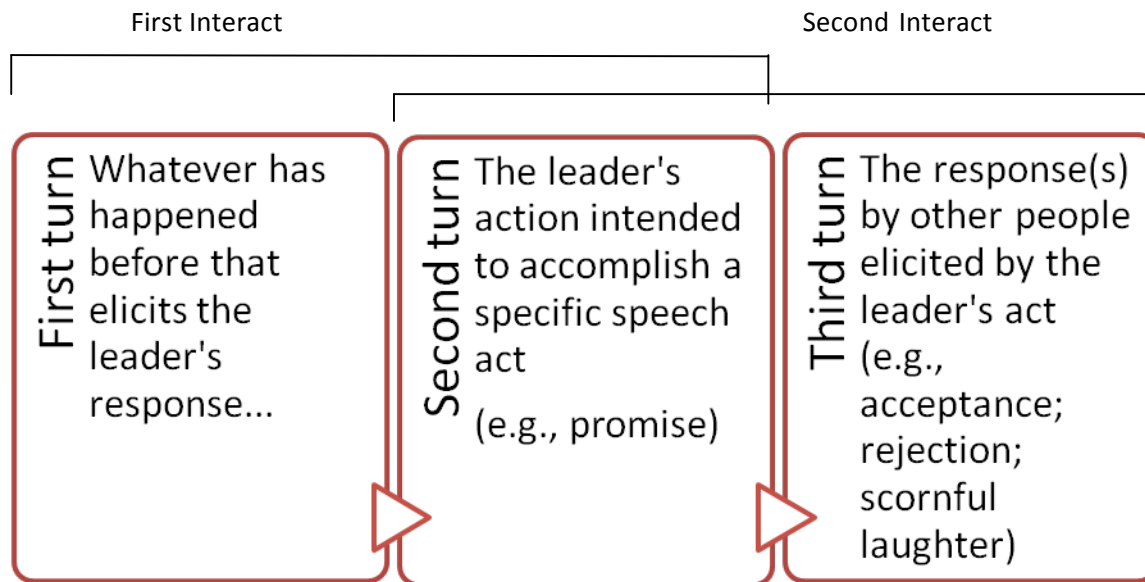 First Interact
Second Interact
First turn
Whatever has
happened
before that
elicits the
leader's
response...
Second turn
The leader's
action intended
to accomplish a
specific speech
act
(e.g., promise)
Third turn
The response(s)
by other people
elicited by the
leader's act
(e.g.,
acceptance;
rejection;
scornful
laughter)